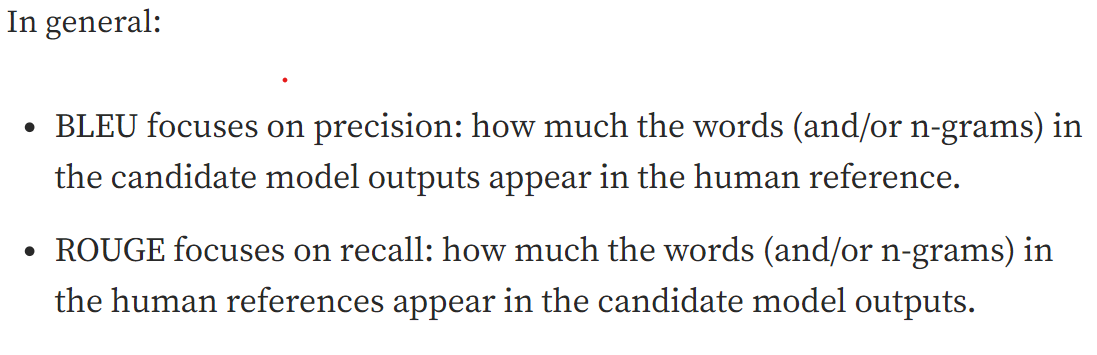 In general:
• BLEU focuses on precision: how much the words (and/or n-grams) in
the candidate model outputs appear in the human reference.
• ROUGE focuses on recall: how much the words (and/or n-grams) in
the human references appear in the candidate model outputs.